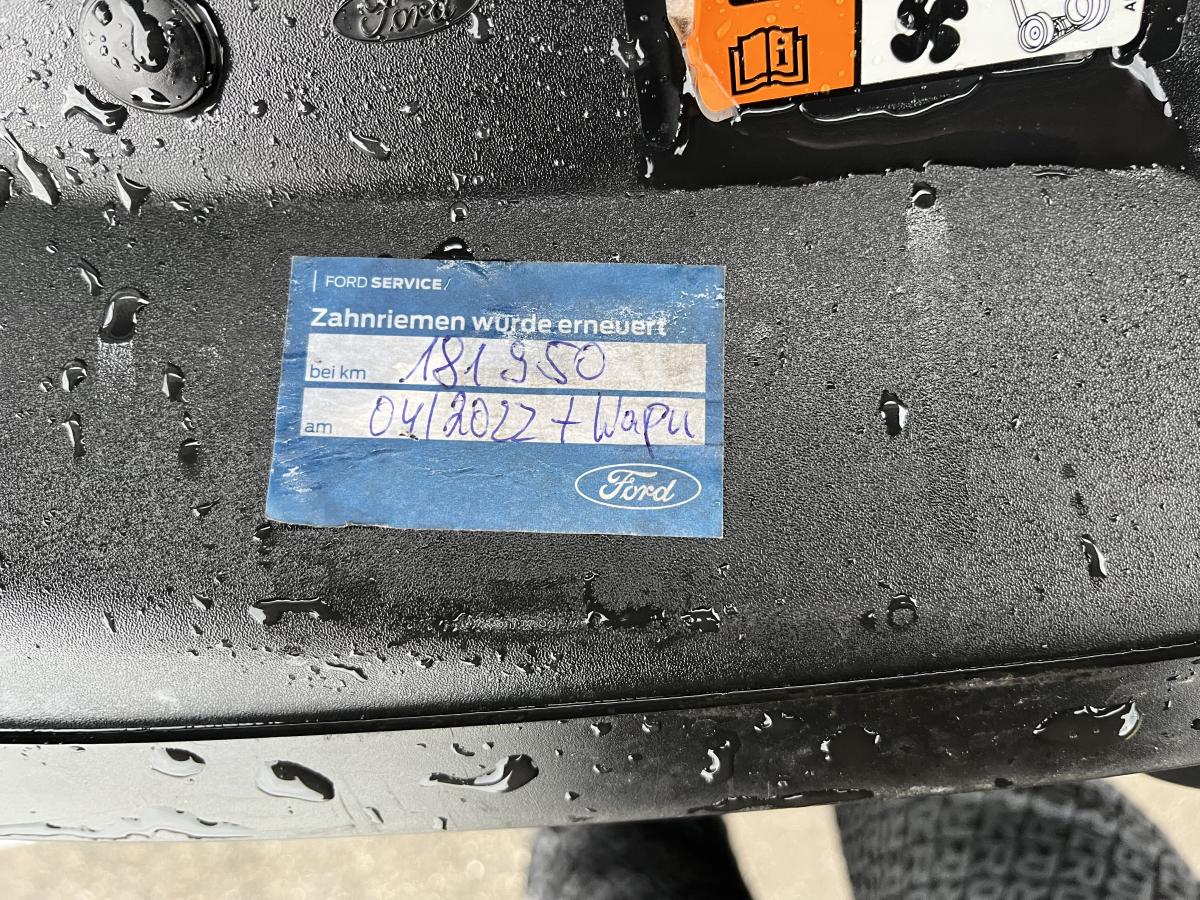 Ford
i
A
FORD SERVICE
Zahnriemen wurde erneuert
bei km 181 950
am 04/2022 + Wapu
Ford